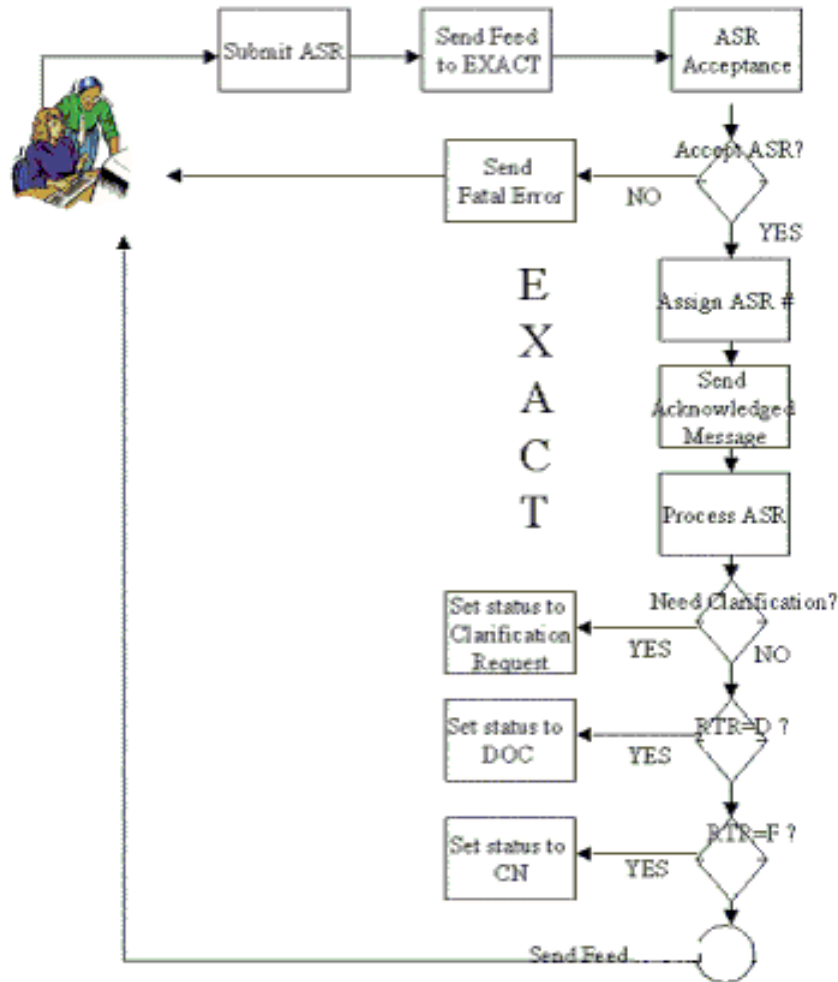 Submit ASR
Send Feed
to EXACT
ASR
Acceptance
Accept ASR?
Send
Fatal Error
NO
YES
E
X
A
C
T
Assign ASR #
Send
Acknowledged
Message
Process ASR
Need Clarification?
Set status to
Clarification
Request
YES
NO
RTR=D ?
Set status to
DOC
YES
RTR=F ?
Set status to
CN
YES
Send Feed